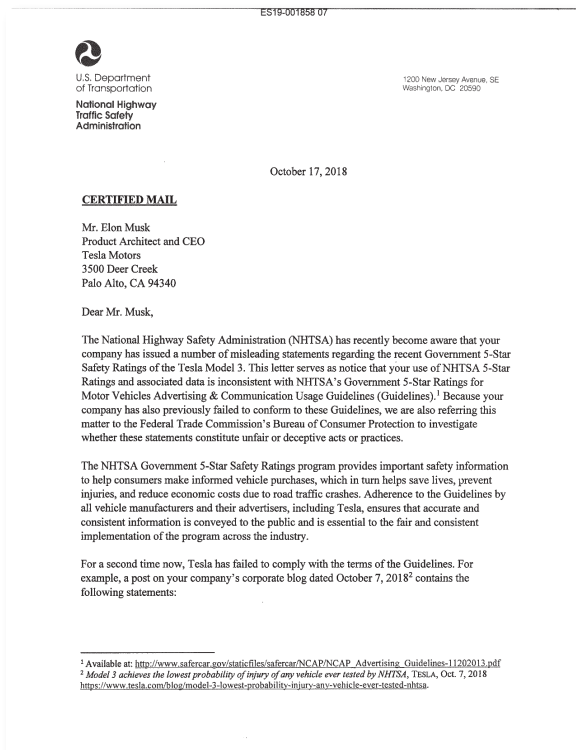 ES19-001858 07
U.S. Department
of Transportation
National Highway
Traffic Safety
Administration
1200 New Jersey Avenue, SE
Washington, DC 20590
October 17, 2018
CERTIFIED MAIL
Mr. Elon Musk
Product Architect and CEO
Tesla Motors
3500 Deer Creek
Palo Alto, CA 94340
Dear Mr. Musk,
The National Highway Safety Administration (NHTSA) has recently become aware that your
company has issued a number of misleading statements regarding the recent Government 5-Star
Safety Ratings of the Tesla Model 3. This letter serves as notice that your use of NHTSA 5-Star
Ratings and associated data is inconsistent with NHTSA's Government 5-Star Ratings for
Motor Vehicles Advertising & Communication Usage Guidelines (Guidelines).1 Because your
company has also previously failed to conform to these Guidelines, we are also referring this
matter to the Federal Trade Commission's Bureau of Consumer Protection to investigate
whether these statements constitute unfair or deceptive acts or practices.
The NHTSA Government 5-Star Safety Ratings program provides important safety information
to help consumers make informed vehicle purchases, which in turn helps save lives, prevent
injuries, and reduce economic costs due to road traffic crashes. Adherence to the Guidelines by
all vehicle manufacturers and their advertisers, including Tesla, ensures that accurate and
consistent information is conveyed to the public and is essential to the fair and consistent
implementation of the program across the industry.
For a second time now, Tesla has failed to comply with the terms of the Guidelines. For
example, a post on your company's corporate blog dated October 7, 20182 contains the
following statements:
1 Available at: http://www.safercar.gov/staticfiles/safercar/NCAP/NCAP_Advertising_Guidelines-11202013.pdf
2 Model 3 achieves the lowest probability of injury of any vehicle ever tested by NHTSA, TESLA, Oct. 7, 2018
https://www.tesla.com/blog/model-3-lowest-probability-injury-any-vehicle-ever-tested-nhtsa.